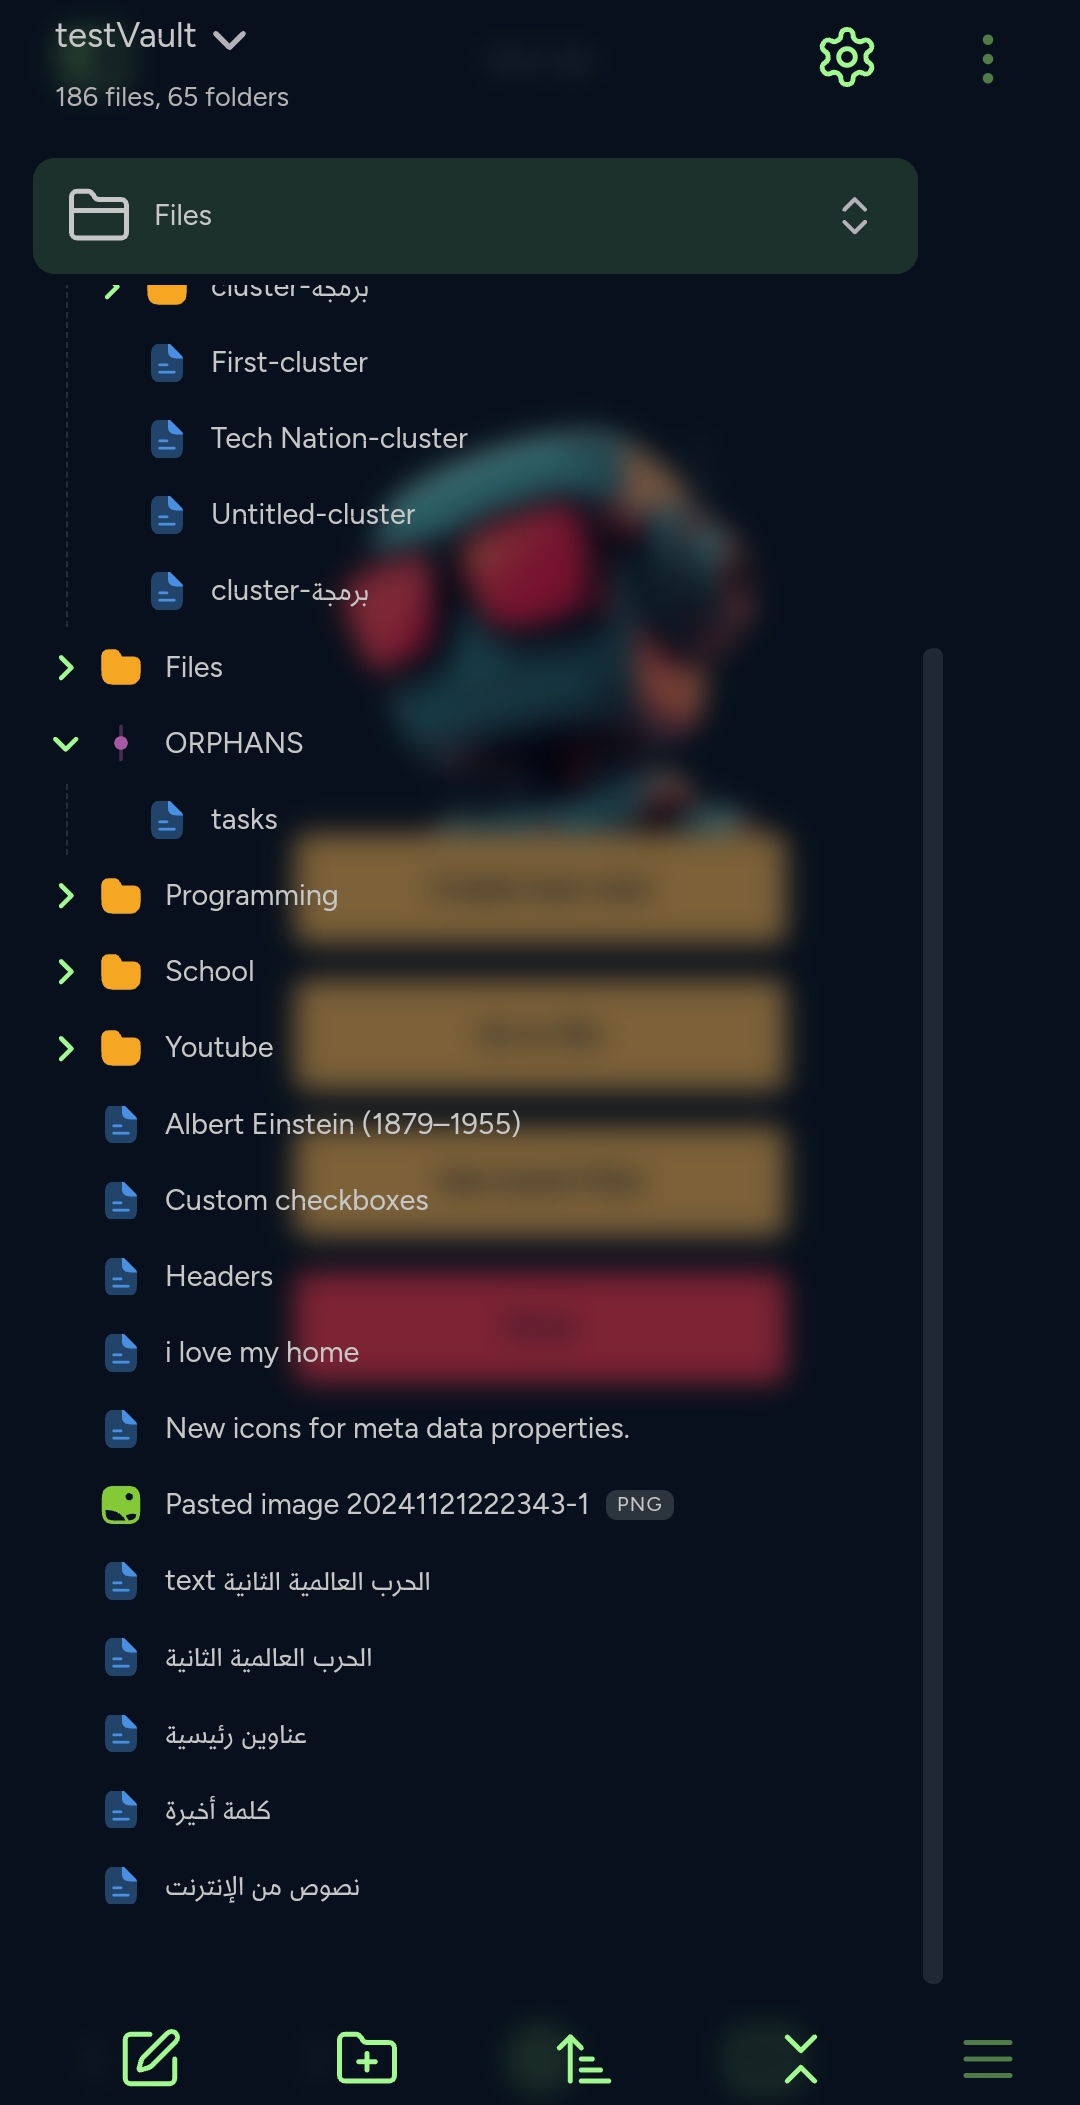 testVault
186 files, 65 folders
Files
cluster-برمجة
First-cluster
Tech Nation-cluster
Untitled-cluster
cluster-برمجة
Files
ORPHANS
tasks
Programming
School
Youtube
Albert Einstein (1879–1955)
Custom checkboxes
Headers
i love my home
New icons for meta data properties.
Pasted image 20241121222343-1 PNG
text الحرب العالمية الثانية
الحرب العالمية الثانية
عناوين رئيسية
كلمة أخيرة
نصوص من الإنترنت